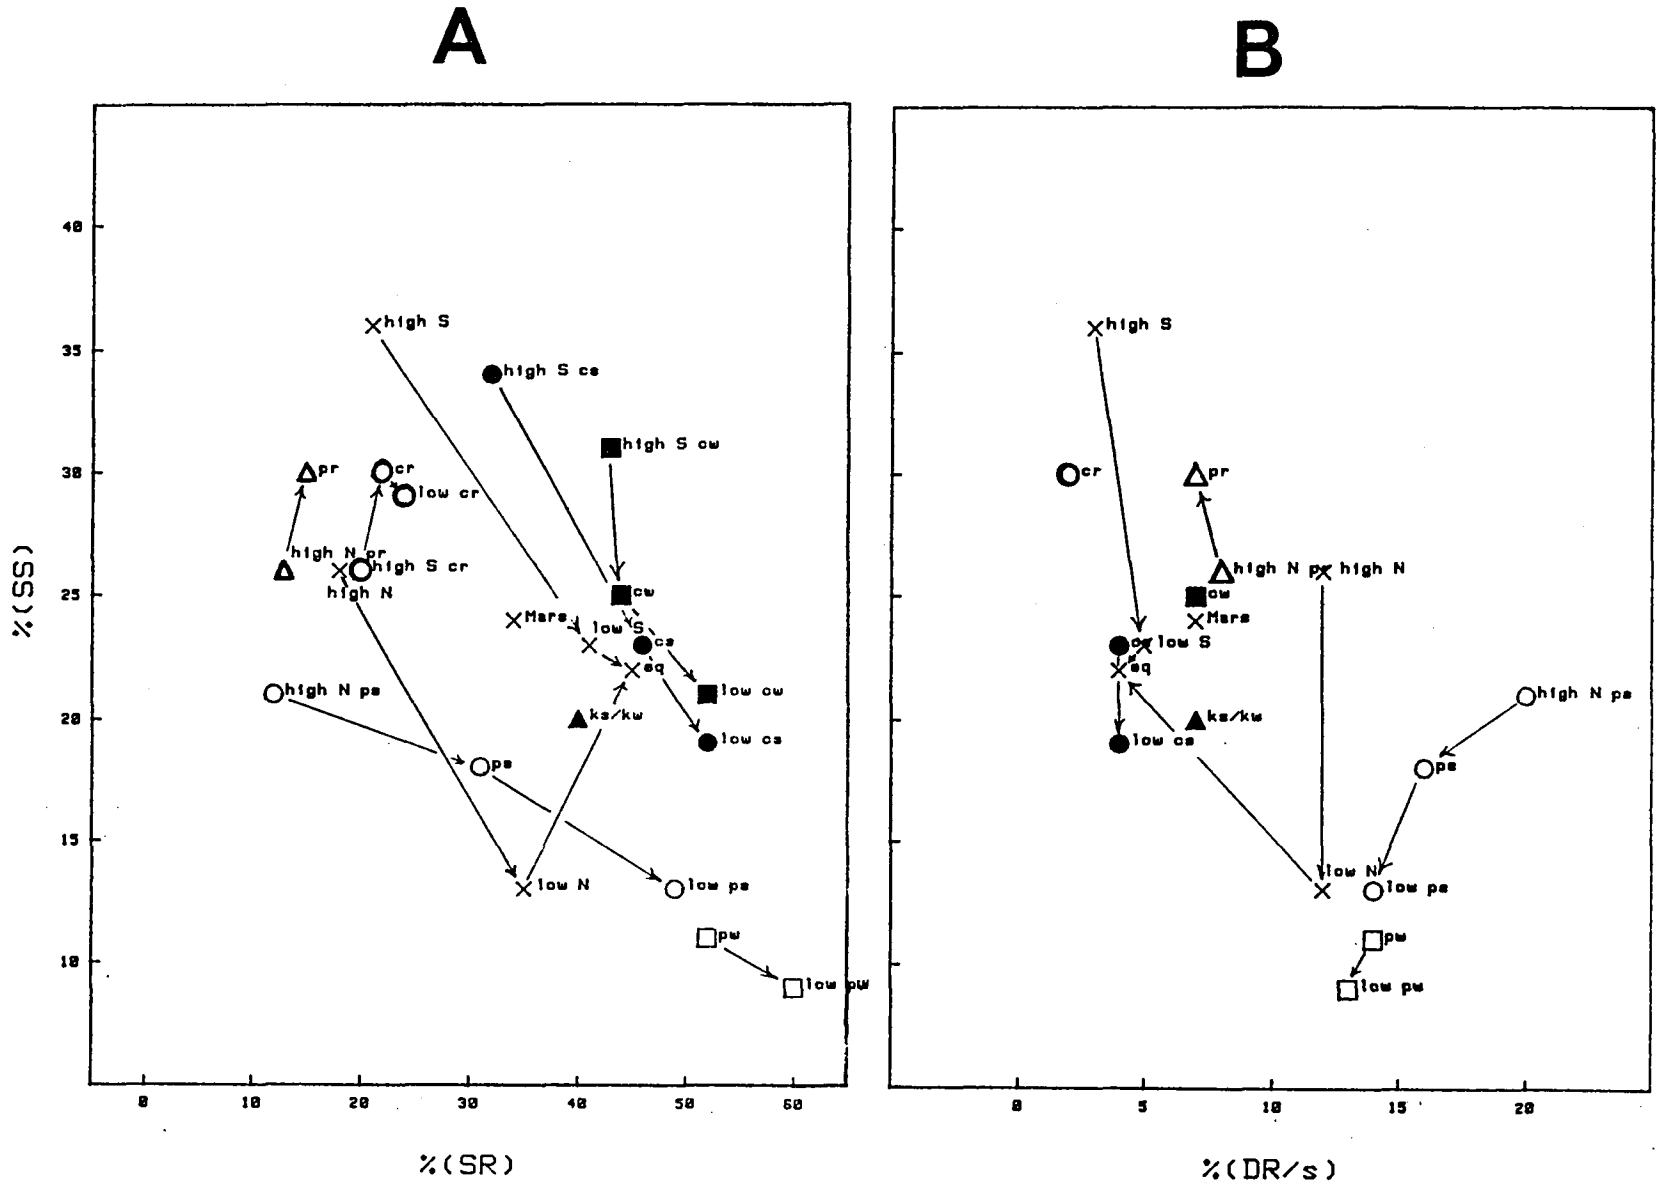 A
B
40
35
30
25
20
15
10
%(SS)
high S
high S cs
high S cw
pr
cr
low cr
high N pr
high S cr
high N
cw
Mars
low S
cs
eq
high N ps
low cw
ks/kw
low cs
ps
low N
low ps
pw
low pw
0
10
20
30
40
50
60
%(SR)
high S
cr
pr
high N pr
high N
cw
Mars
cs
low S
eq
high N ps
ks/kw
low cs
ps
low N
low ps
pw
low pw
0
5
10
15
20
%(DR/s)